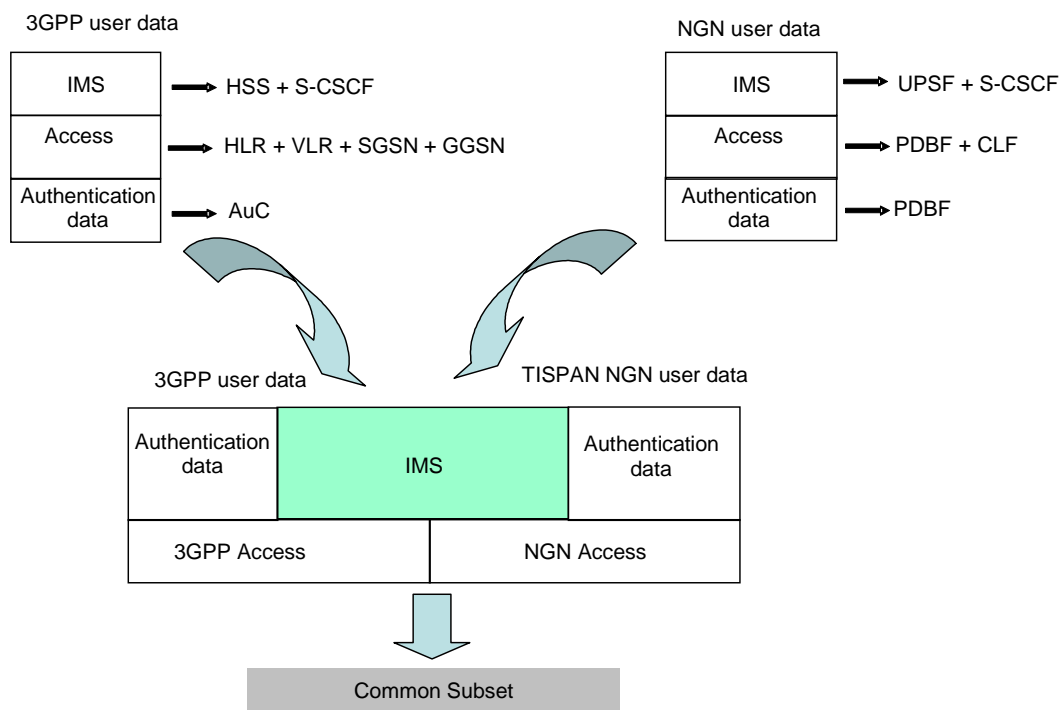 3GPP user data
IMS
HSS + S-CSCF
Access
HLR + VLR + SGSN + GGSN
Authentication
data
AuC
NGN user data
IMS
UPSF + S-CSCF
Access
PDBF + CLF
Authentication
data
PDBF
3GPP user data
TISPAN NGN user data
Authentication
data
IMS
Authentication
data
3GPP Access
NGN Access
Common Subset